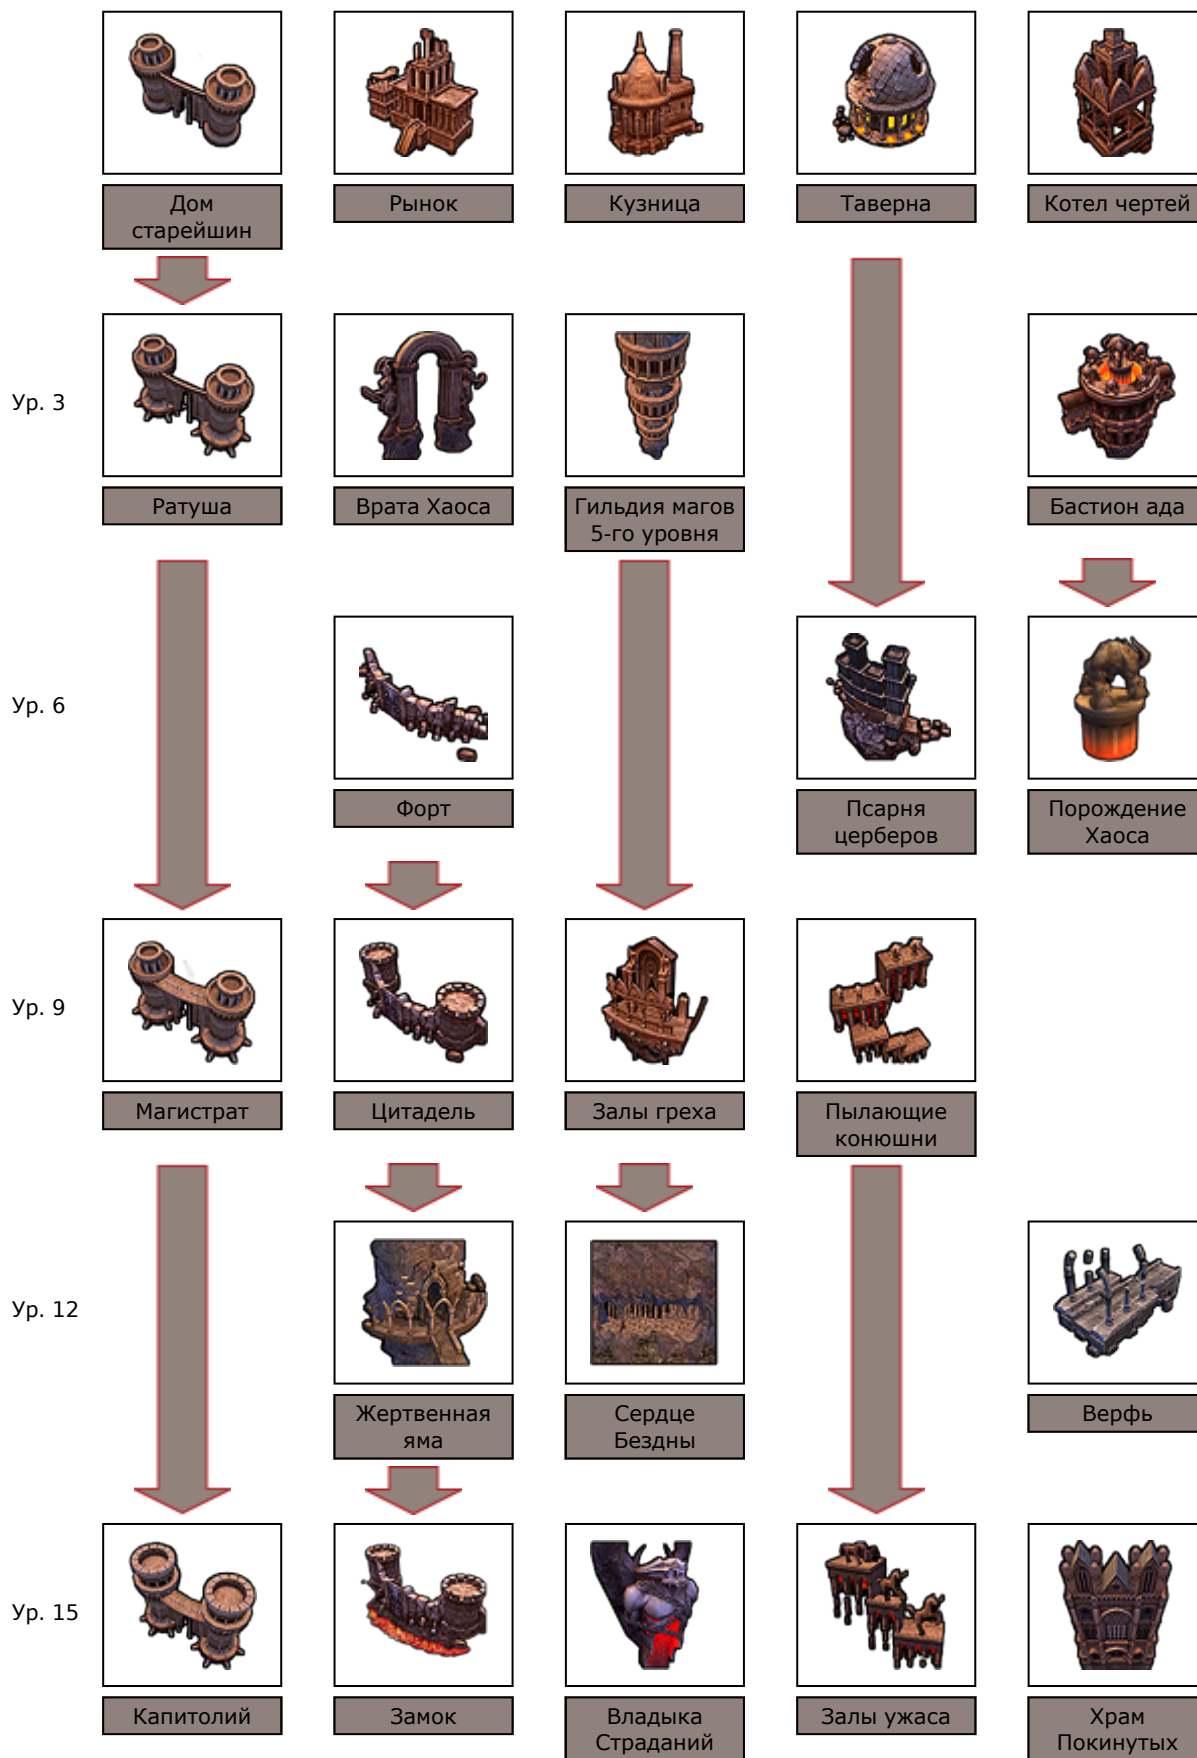 Дом
старейшин
Рынок
Кузница
Таверна
Котел чертей
Ур. 3
Ратуша
Врата Хаоса
Гильдия магов
5-го уровня
Бастион ада
Ур. 6
Форт
Псарня
церберов
Порождение
Хаоса
Ур. 9
Магистрат
Цитадель
Залы греха
Пылающие
конюшни
Ур. 12
Жертвенная
яма
Сердце
Бездны
Верфь
Ур. 15
Капитолий
Замок
Владыка
Страданий
Залы ужаса
Храм
Покинутых